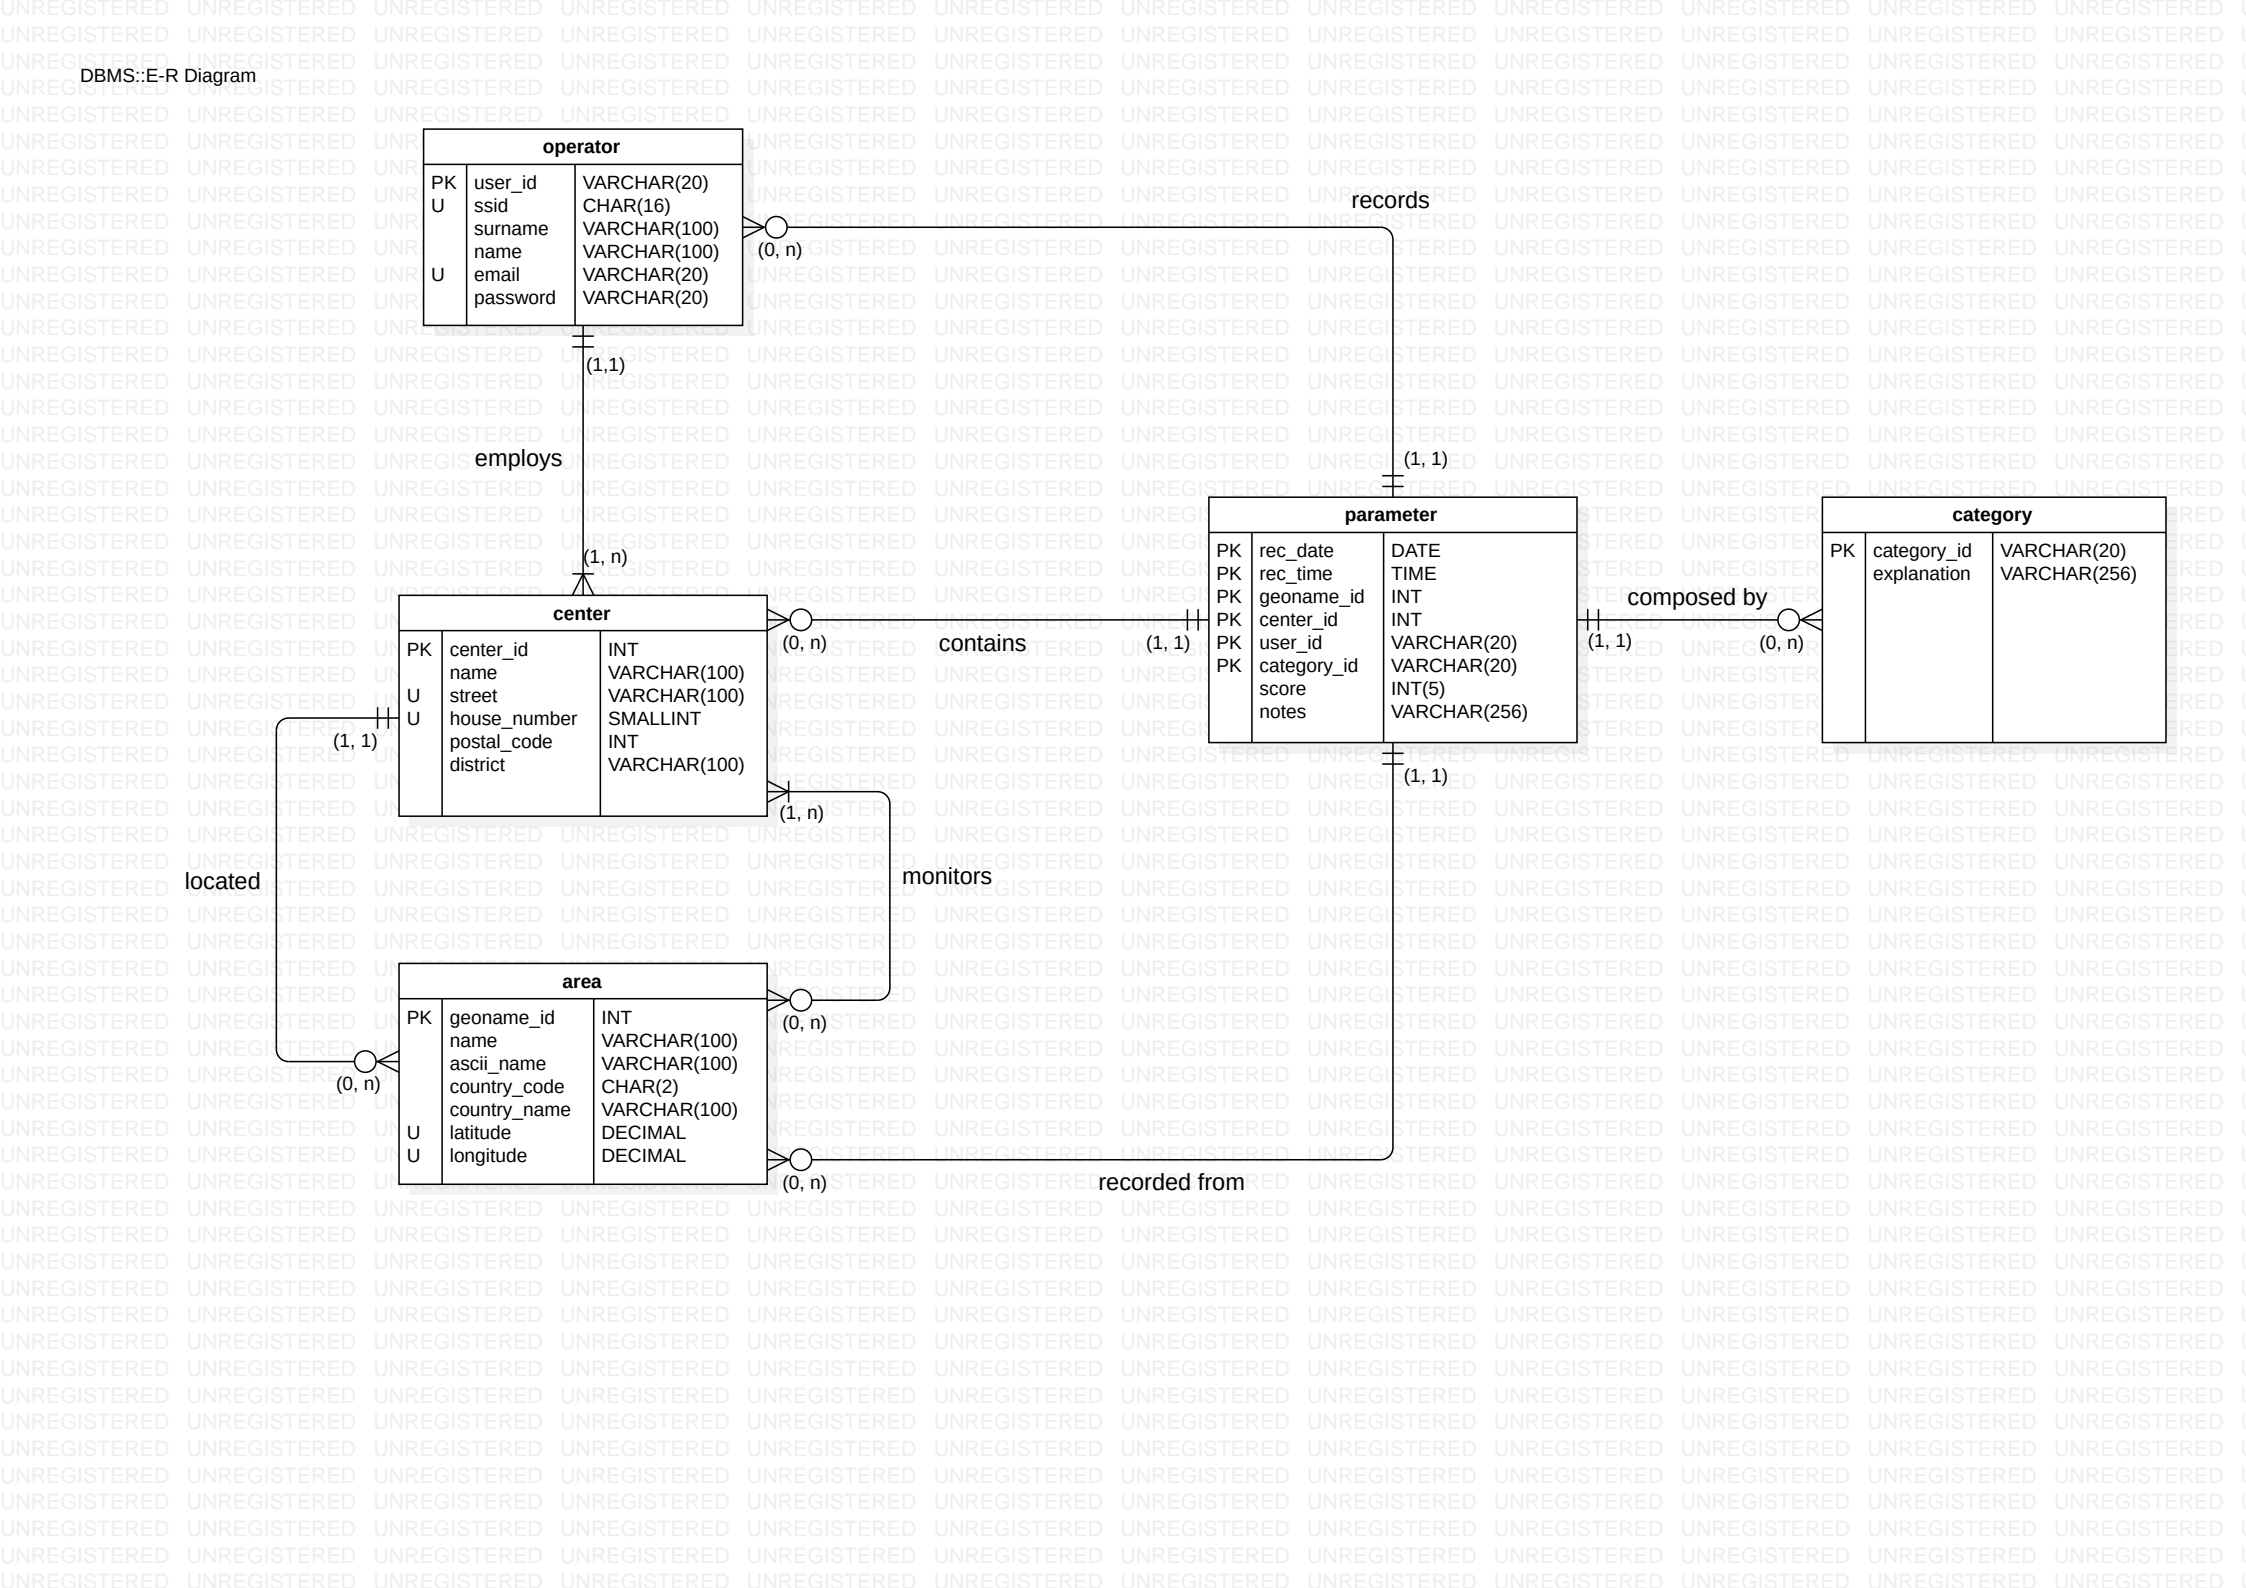 DBMS::E-R Diagram
operator
PK user_id VARCHAR(20)
U ssid CHAR(16)
surname VARCHAR(100)
name VARCHAR(100)
U email VARCHAR(20)
password VARCHAR(20)
(0, n)
records
(1,1)
employs
(1, n)
(1, 1)
center
PK center_id INT
name VARCHAR(100)
U street VARCHAR(100)
U house_number SMALLINT
postal_code INT
district VARCHAR(100)
(0, n)
contains
(1, 1)
parameter
PK rec_date DATE
PK rec_time TIME
PK geoname_id INT
PK center_id INT
PK user_id VARCHAR(20)
PK category_id VARCHAR(20)
score INT(5)
notes VARCHAR(256)
composed by
(1, 1)
(0, n)
category
PK category_id VARCHAR(20)
explanation VARCHAR(256)
(1, 1)
(1, n)
(1, 1)
located
monitors
area
PK geoname_id INT
name VARCHAR(100)
ascii_name VARCHAR(100)
country_code CHAR(2)
country_name VARCHAR(100)
U latitude DECIMAL
U longitude DECIMAL
(0, n)
(0, n)
(0, n)
recorded from
UNREGISTERED